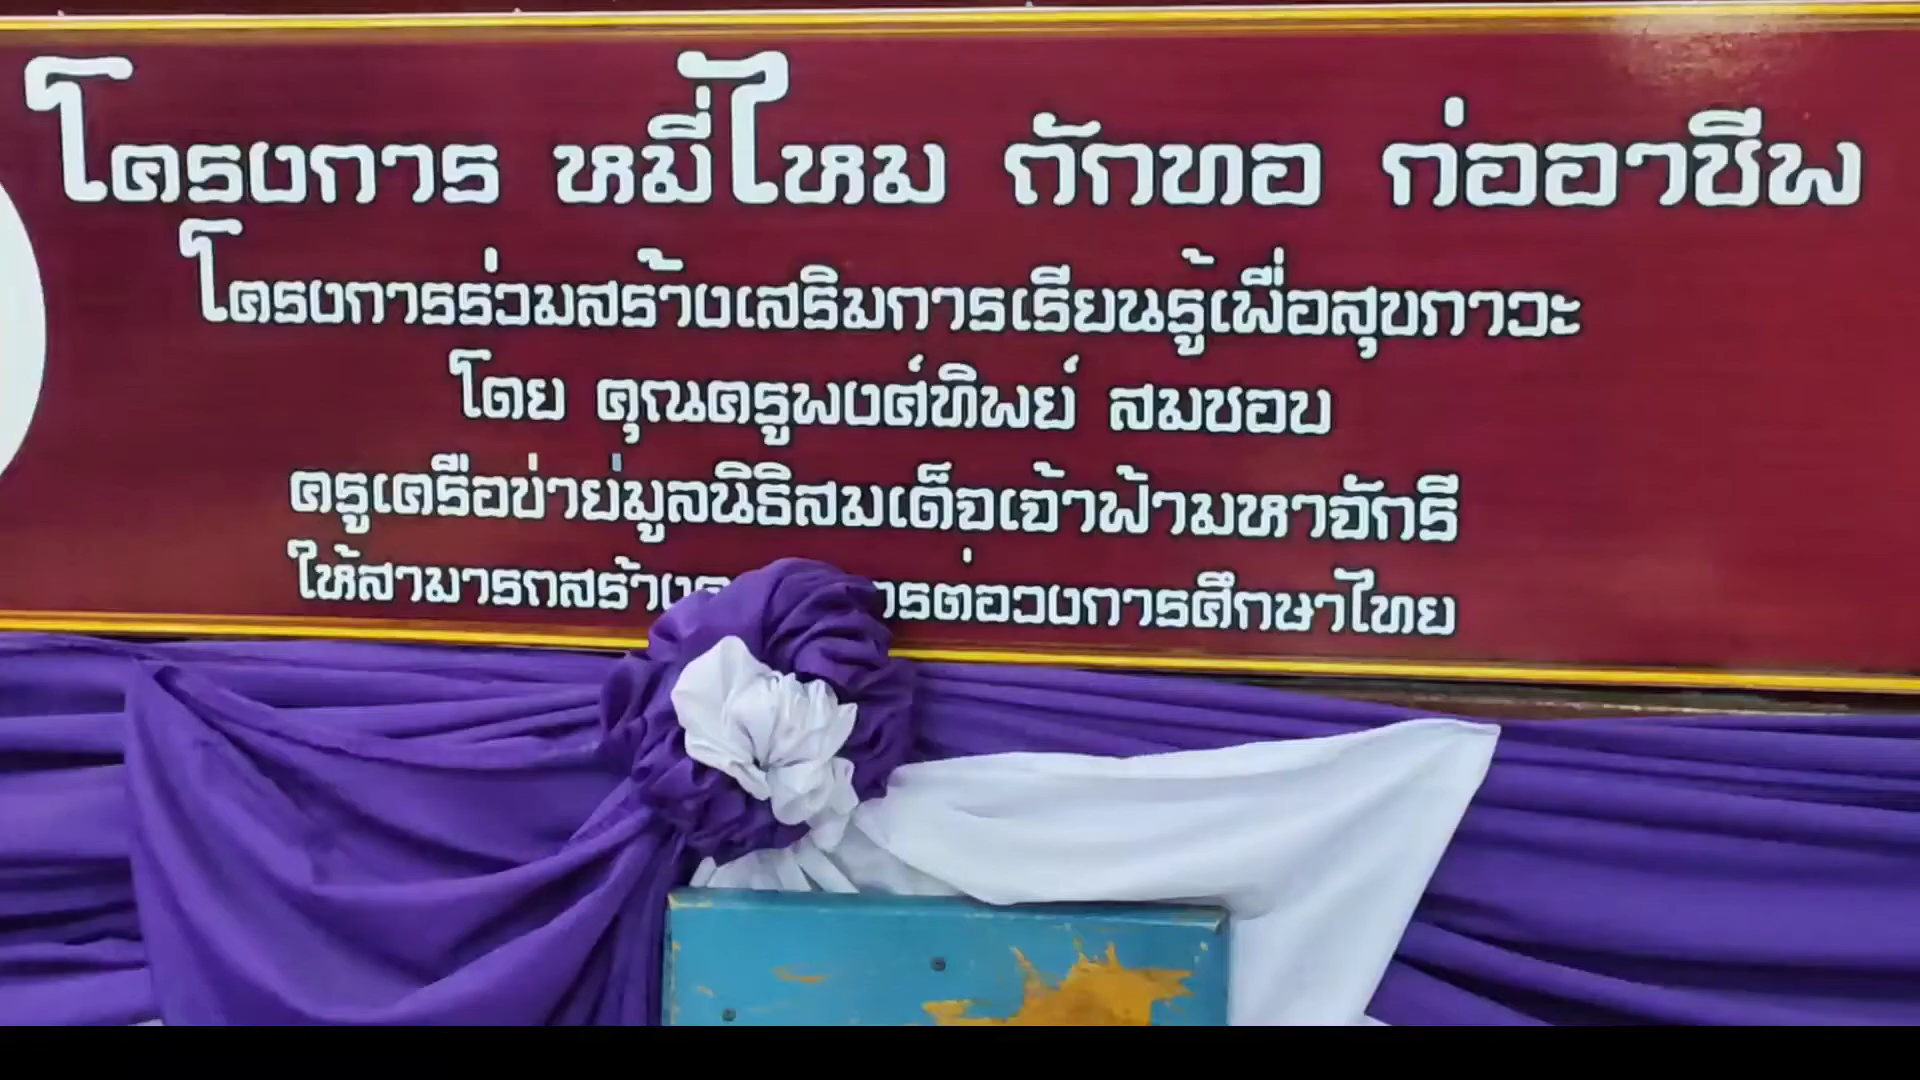 โครงการ หมี่ไหม ถักทอ ก่ออาชีพ
โครงการร่วมสร้างเสริมการเรียนรู้เพื่อสุขภาวะ
โดย คุณครูพงศ์ทิพย์ สมชอบ
ครูเครือข่ายมูลนิธิสมเด็จเจ้าฟ้ามหาจักรี
ให้สามารถสร้าง ต่อวงการศึกษาไทย